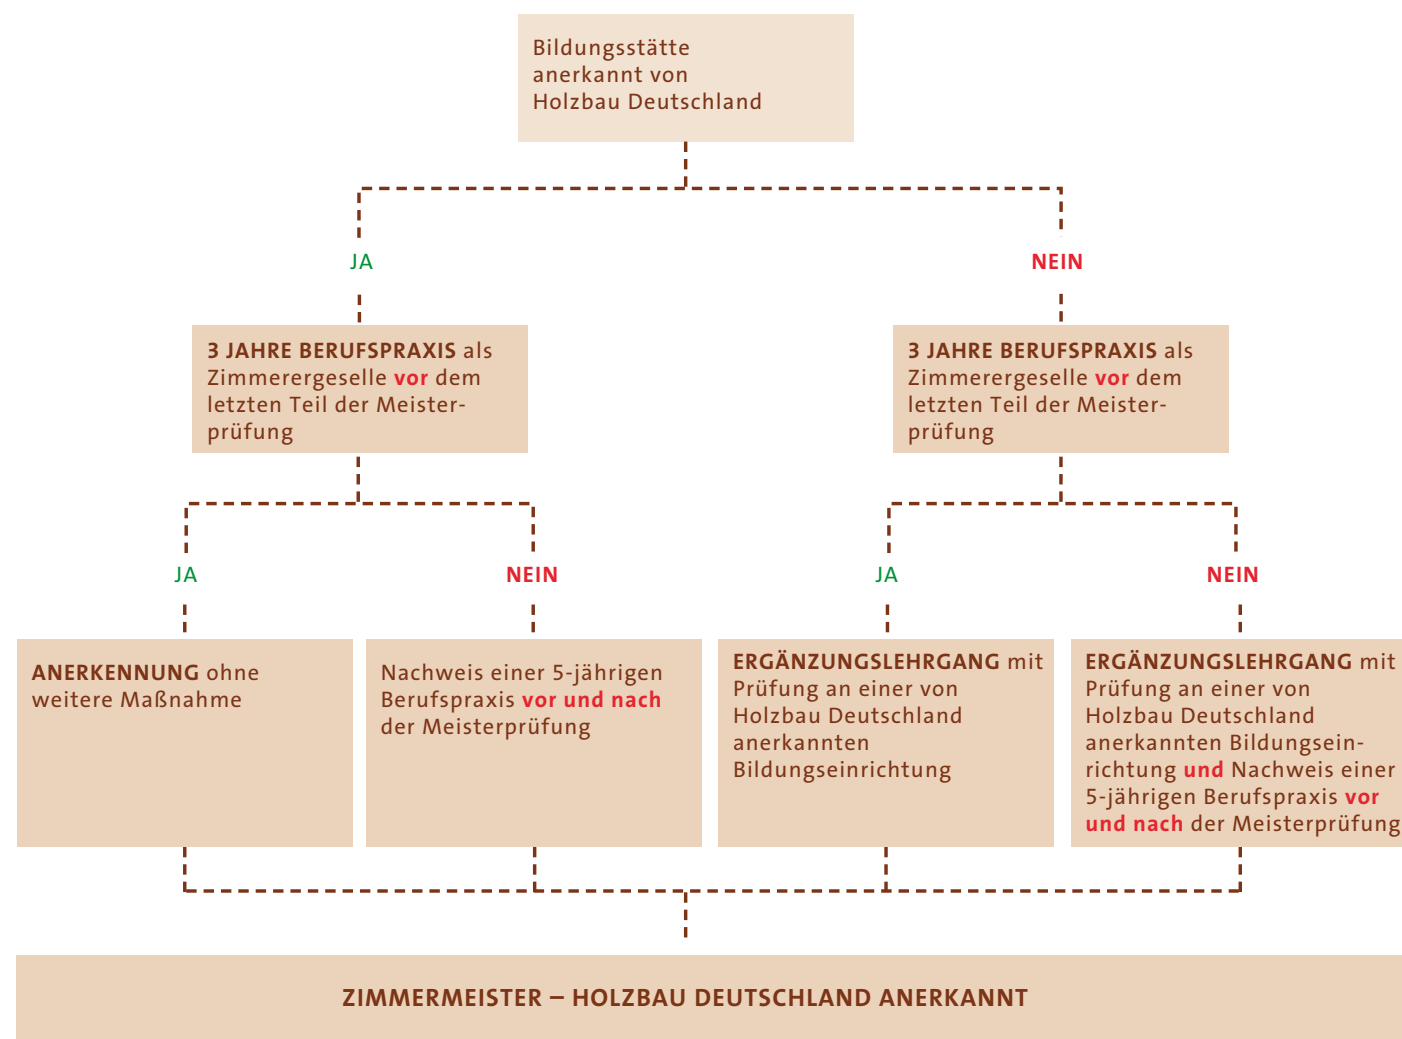 Bildungsstätte
anerkannt von
Holzbau Deutschland
JA
NEIN
3 JAHRE BERUFSPRAXIS als
Zimmerergeselle vor dem
letzten Teil der Meister-
prüfung
3 JAHRE BERUFSPRAXIS als
Zimmerergeselle vor dem
letzten Teil der Meister-
prüfung
JA
NEIN
JA
NEIN
ANERKENNUNG ohne
weitere Maßnahme
Nachweis einer 5-jährigen
Berufspraxis vor und nach
der Meisterprüfung
ERGÄNZUNGSLEHRGANG mit
Prüfung an einer von
Holzbau Deutschland
anerkannten
Bildungseinrichtung
ERGÄNZUNGSLEHRGANG mit
Prüfung an einer von
Holzbau Deutschland
anerkannten Bildungsein-
richtung und Nachweis einer
5-jährigen Berufspraxis vor
und nach der Meisterprüfung
ZIMMERMEISTER – HOLZBAU DEUTSCHLAND ANERKANNT